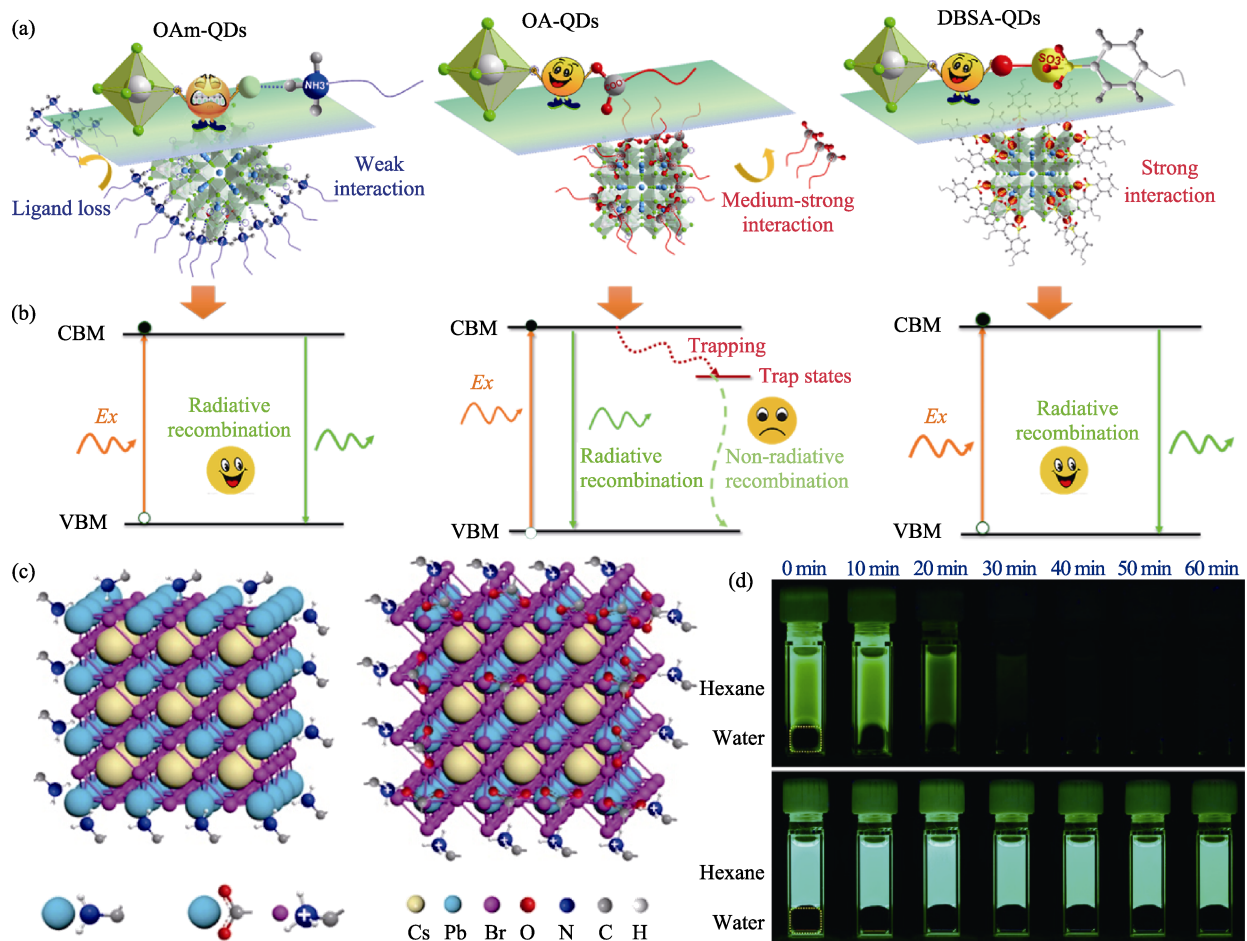 (a)
OAm-QDs
OA-QDs
DBSA-QDs
NH3⁺
COO⁻
SO3⁻
Weak
interaction
Ligand loss
Medium-strong
interaction
Strong
interaction
(b)
CBM
Ex
Radiative
recombination
VBM
CBM
Trapping
Trap states
Ex
Radiative
recombination
Non-radiative
recombination
VBM
CBM
Ex
Radiative
recombination
VBM
(c)
Cs Pb Br O N C H
(d)
0 min 10 min 20 min 30 min 40 min 50 min 60 min
Hexane
Water
Hexane
Water